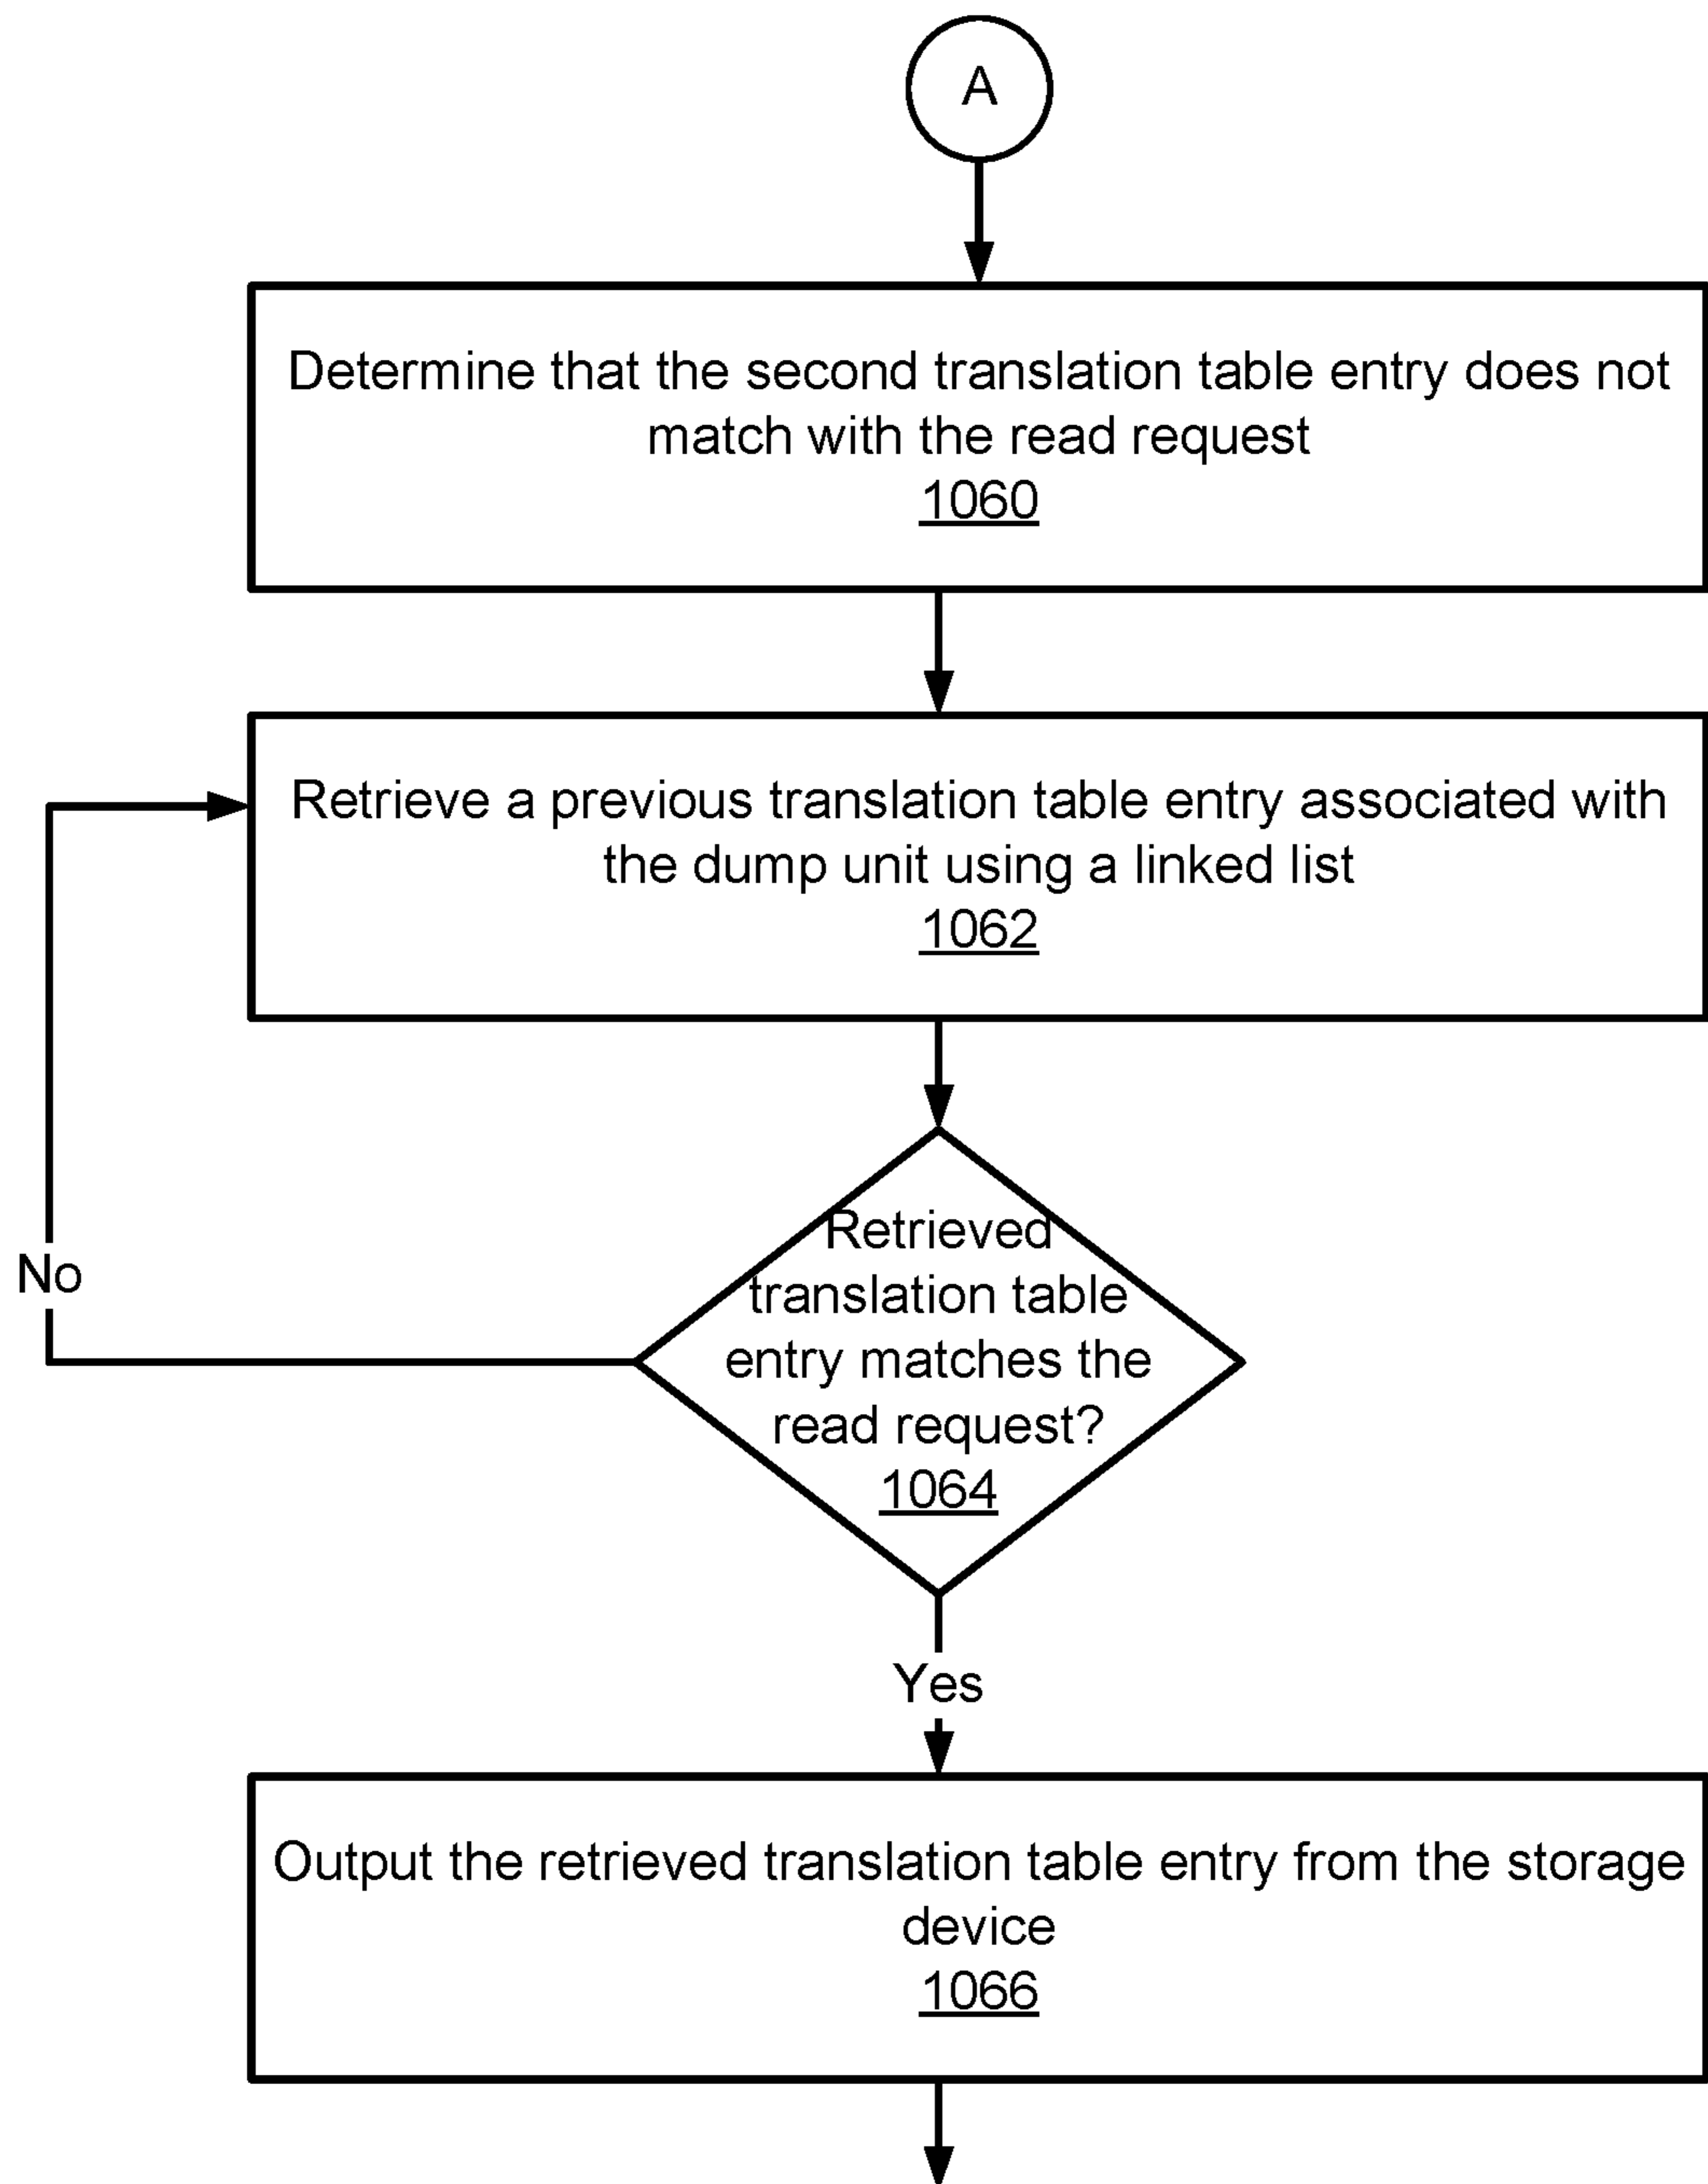 A
Determine that the second translation table entry does not
match with the read request
1060
Retrieve a previous translation table entry associated with
the dump unit using a linked list
1062
Retrieved
translation table
entry matches the
read request?
1064
No
Yes
Output the retrieved translation table entry from the storage
device
1066